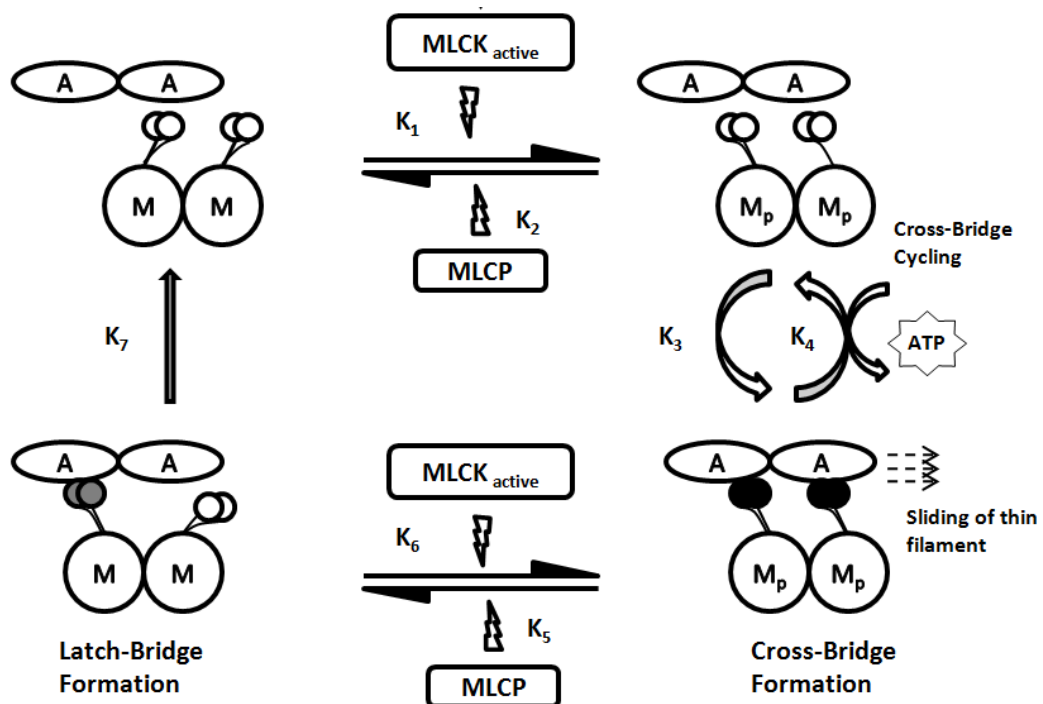 MLCK active
A A A A
K1
M M Mp Mp
K2
MLCP
Cross-Bridge
Cycling
K7 K3 K4 ATP
A A MLCK active A A
K6
Sliding of thin
filament
M M Mp Mp
K5
Latch-Bridge
Formation
MLCP
Cross-Bridge
Formation